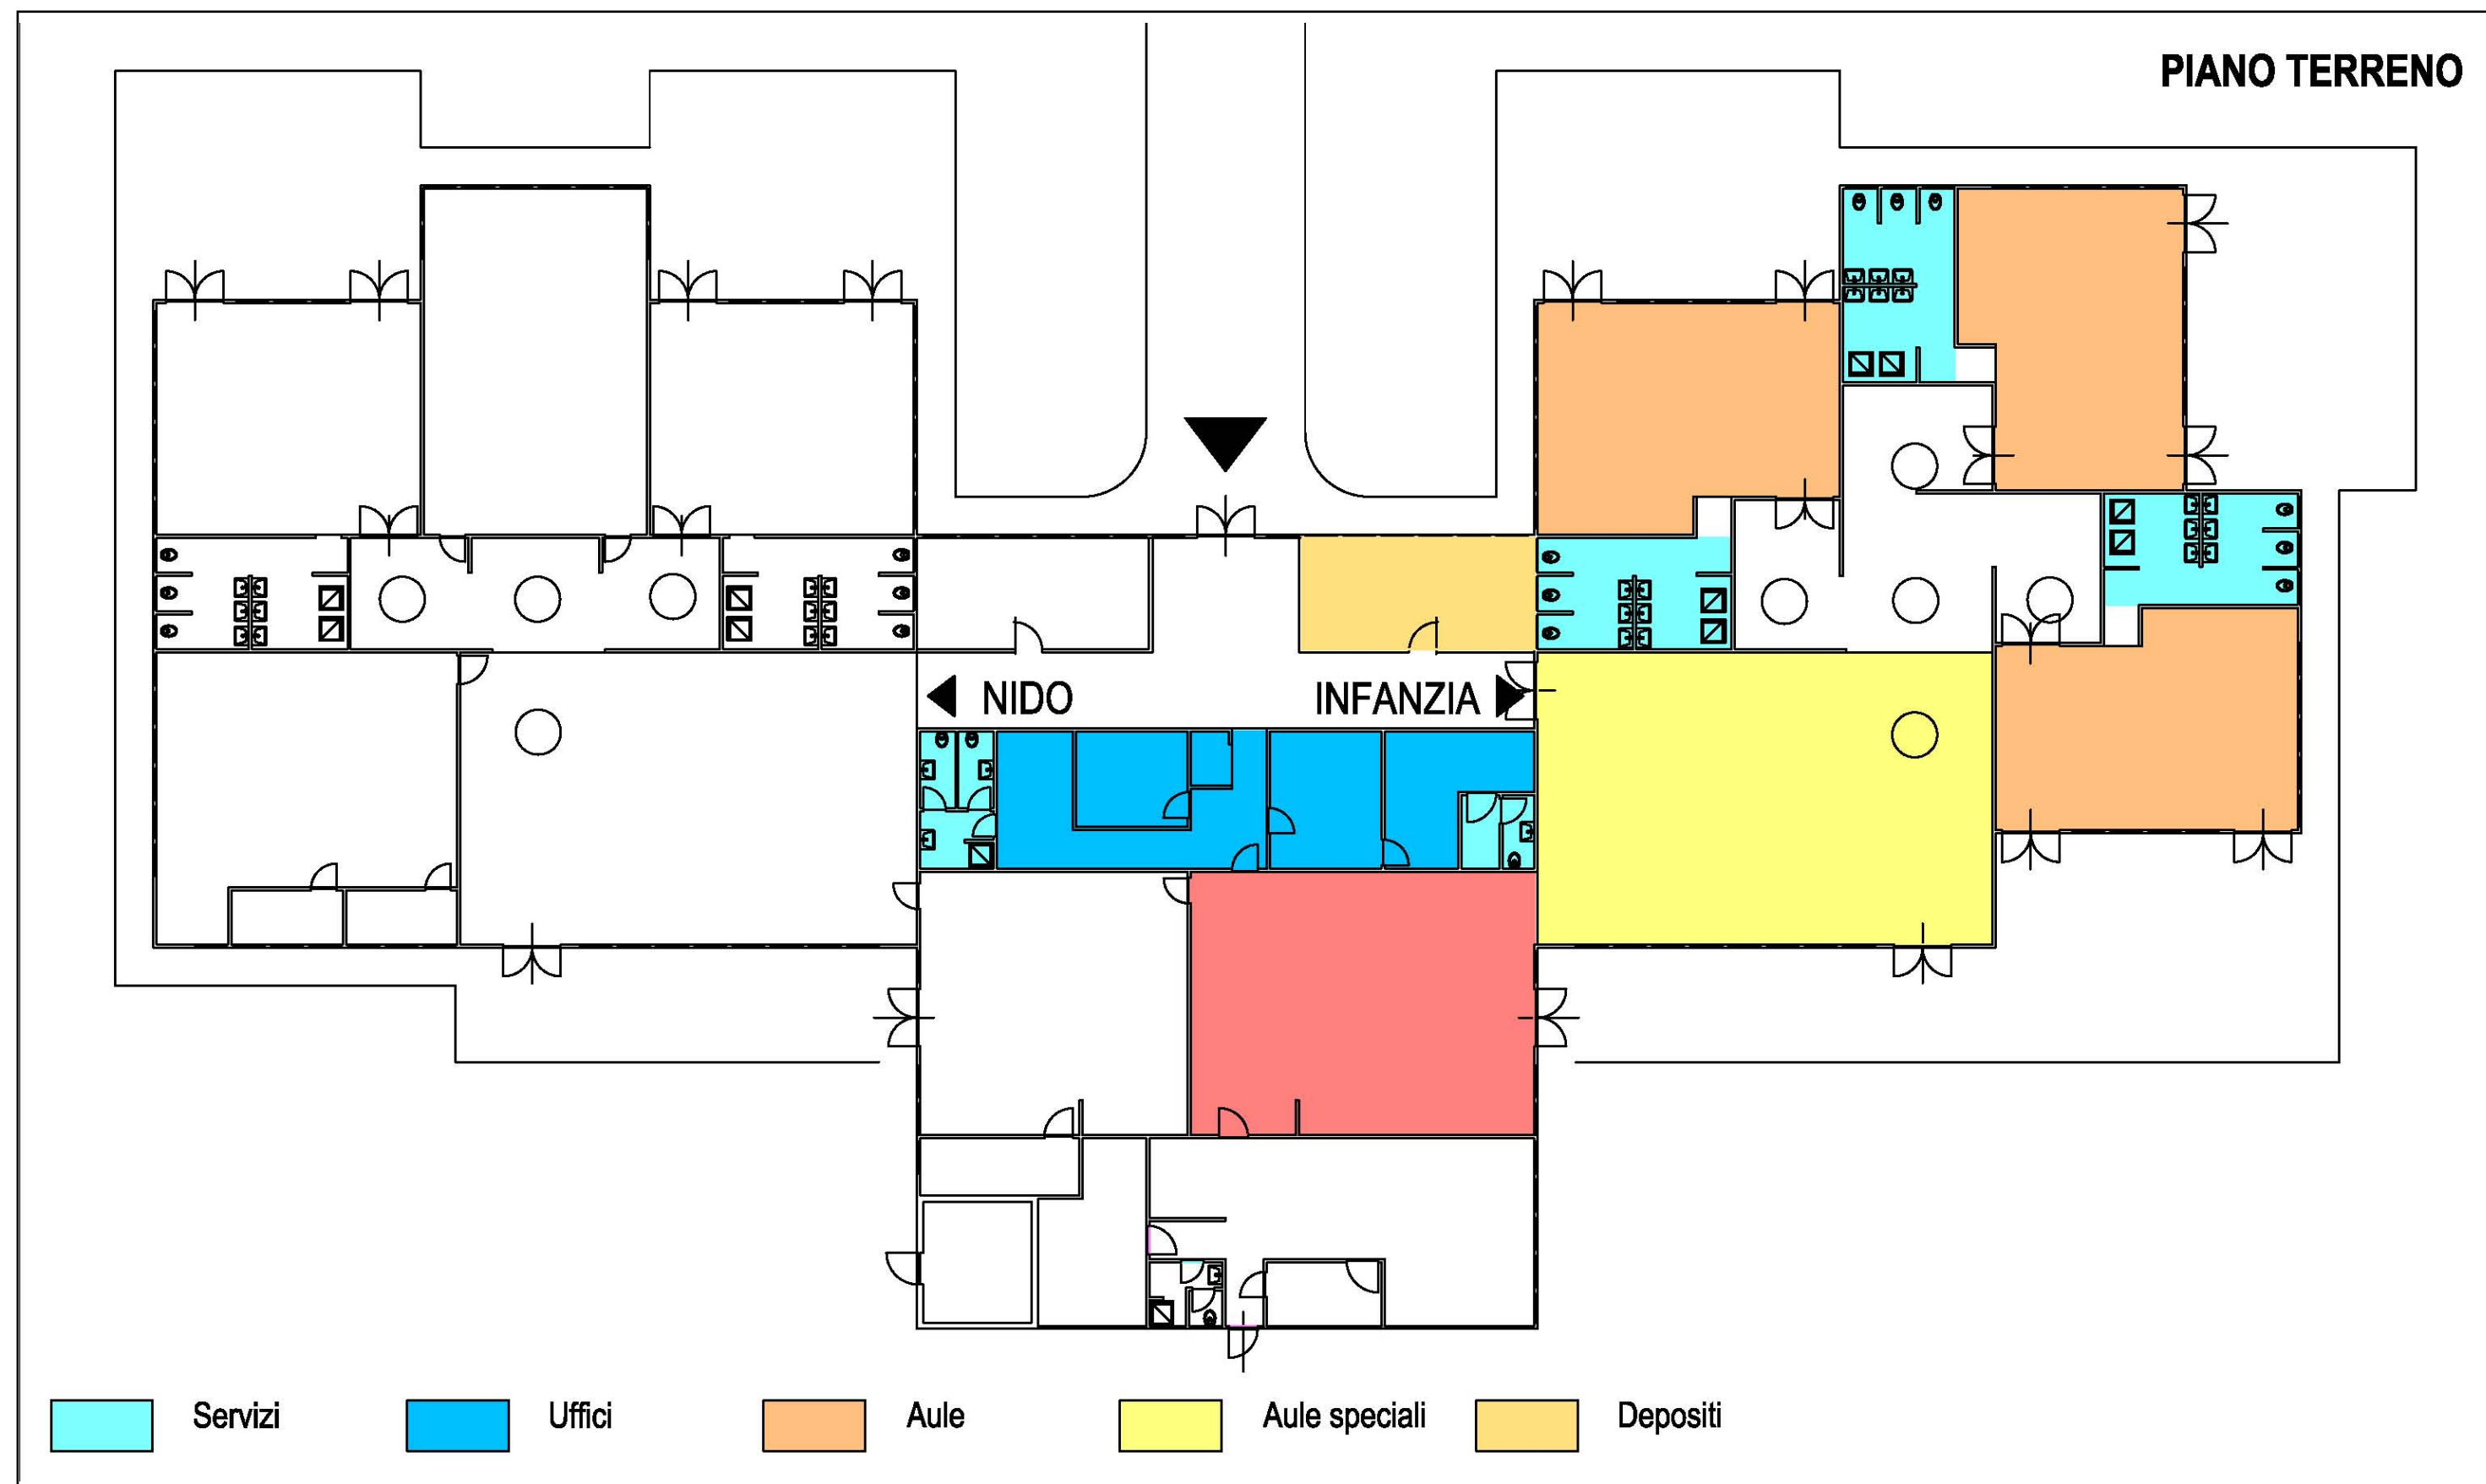 PIANO TERRENO
NIDO
INFANZIA
Servizi
Uffici
Aule
Aule speciali
Depositi